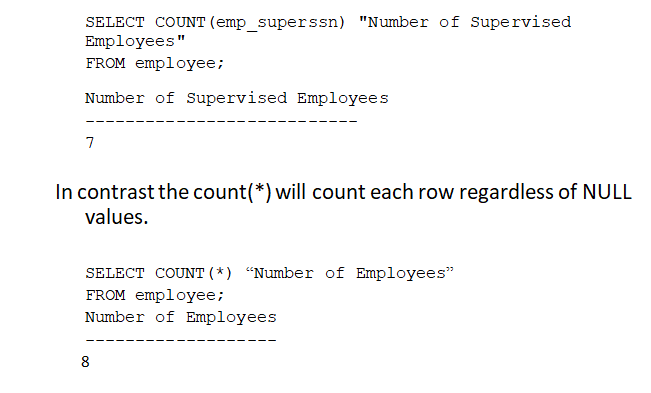 SELECT COUNT(emp_superssn) "Number of Supervised
Employees"
FROM employee;
Number of Supervised Employees
---------------------------
7
In contrast the count(*) will count each row regardless of NULL
values.
SELECT COUNT(*) “Number of Employees”
FROM employee;
Number of Employees
-------------------
8